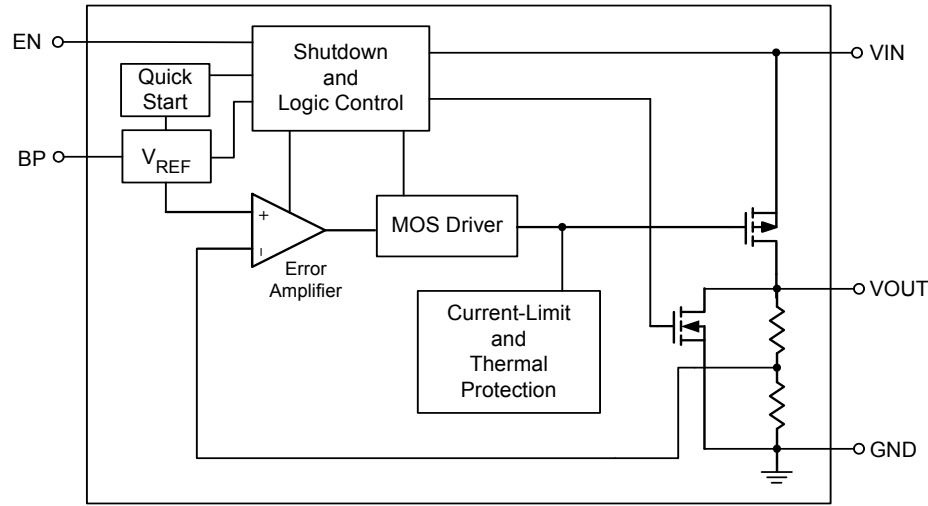 EN
Shutdown
and
Logic Control
VIN
Quick
Start
BP
VREF
+
−
Error
Amplifier
MOS Driver
Current-Limit
and
Thermal
Protection
VOUT
GND